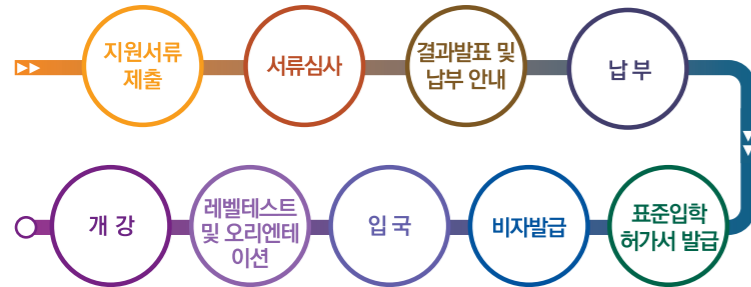 지원서류
제출
서류심사
결과발표 및
납부 안내
납 부
표준입학
허가서 발급
비자발급
입 국
레벨테스트
및 오리엔테
이션
개 강